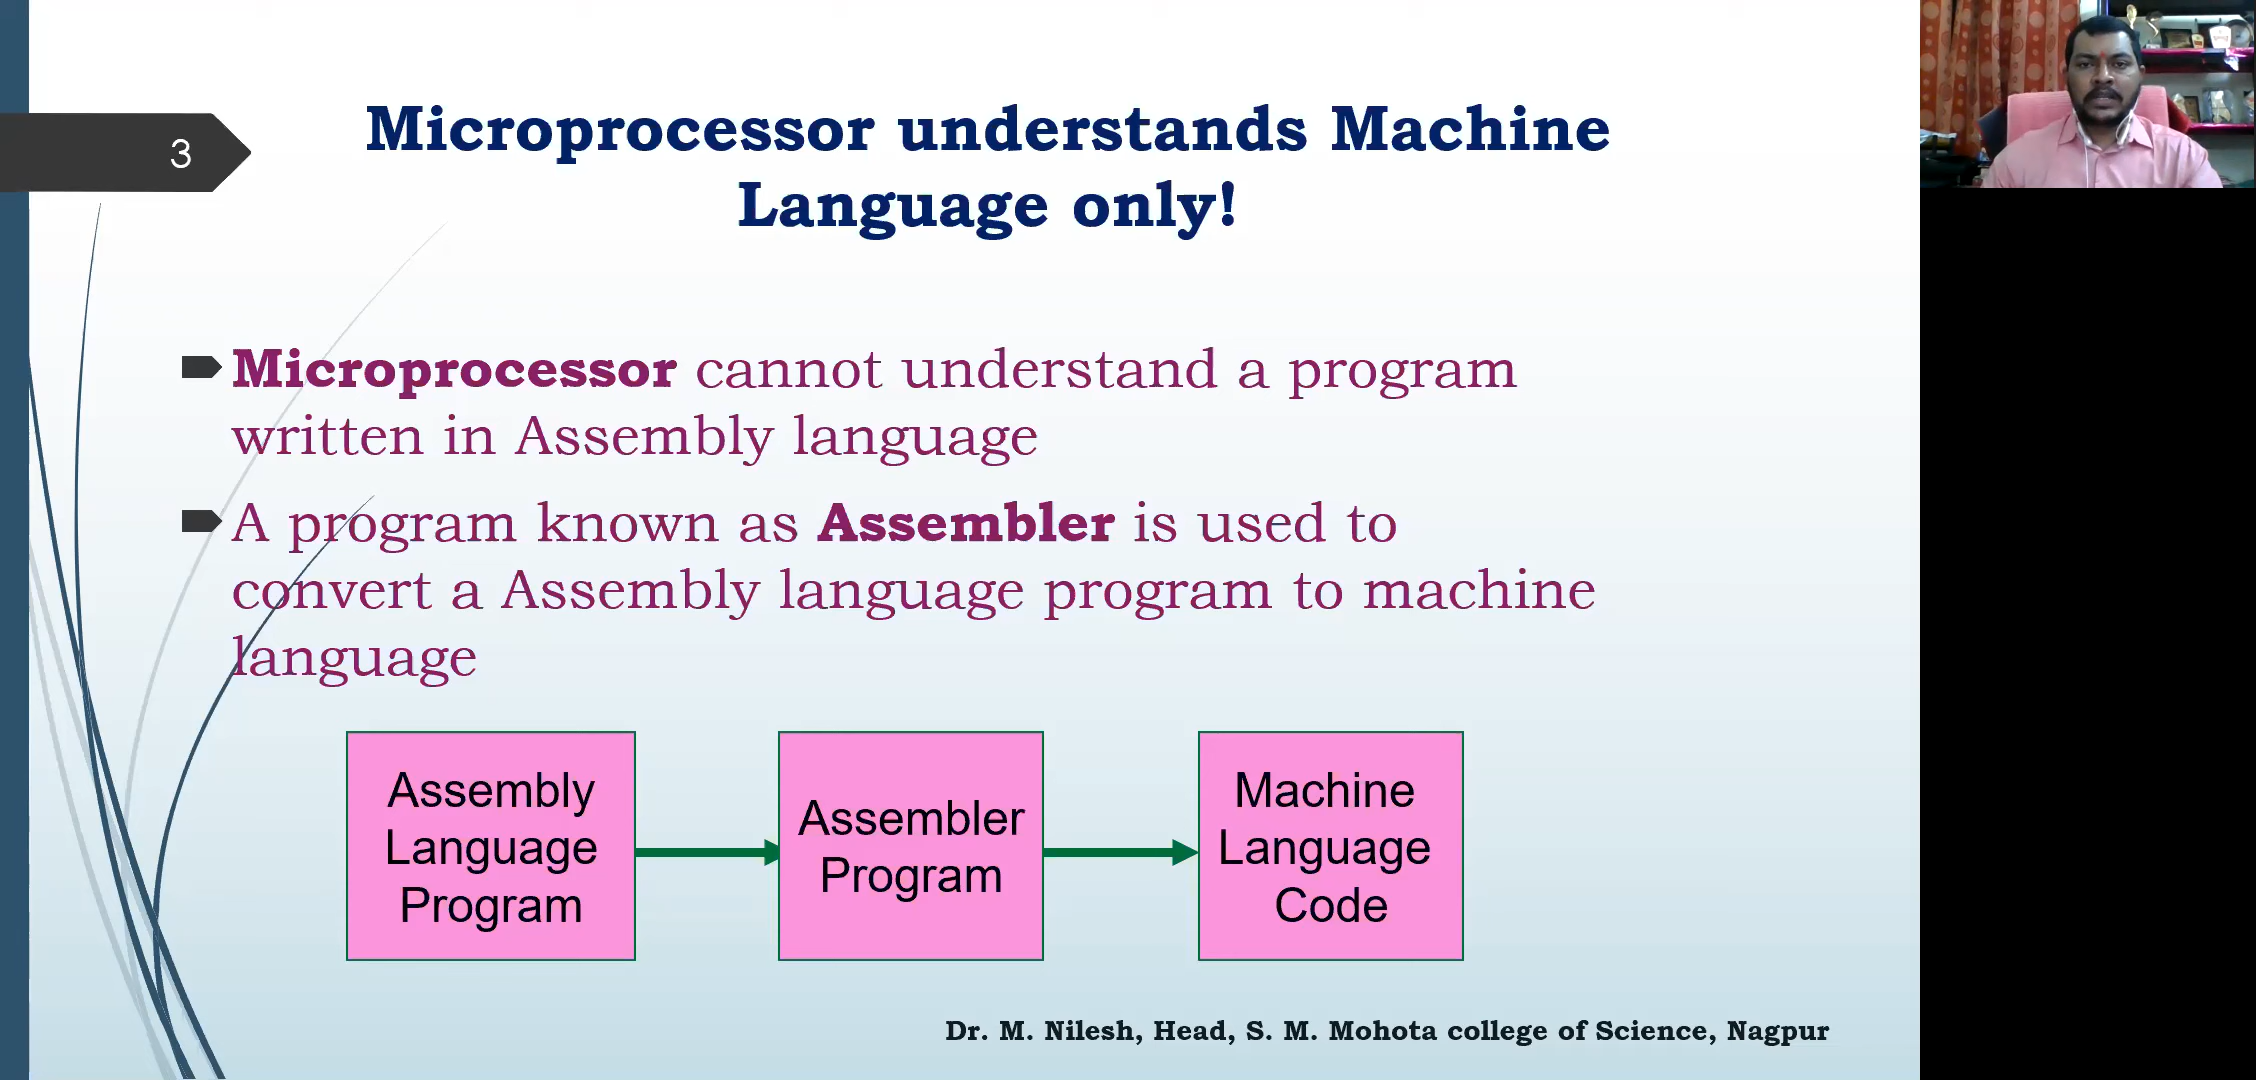 3
Microprocessor understands Machine
Language only!
Microprocessor cannot understand a program
written in Assembly language
A program known as Assembler is used to
convert a Assembly language program to machine
language
Assembly
Language
Program
Assembler
Program
Machine
Language
Code
Dr. M. Nilesh, Head, S. M. Mohota college of Science, Nagpur